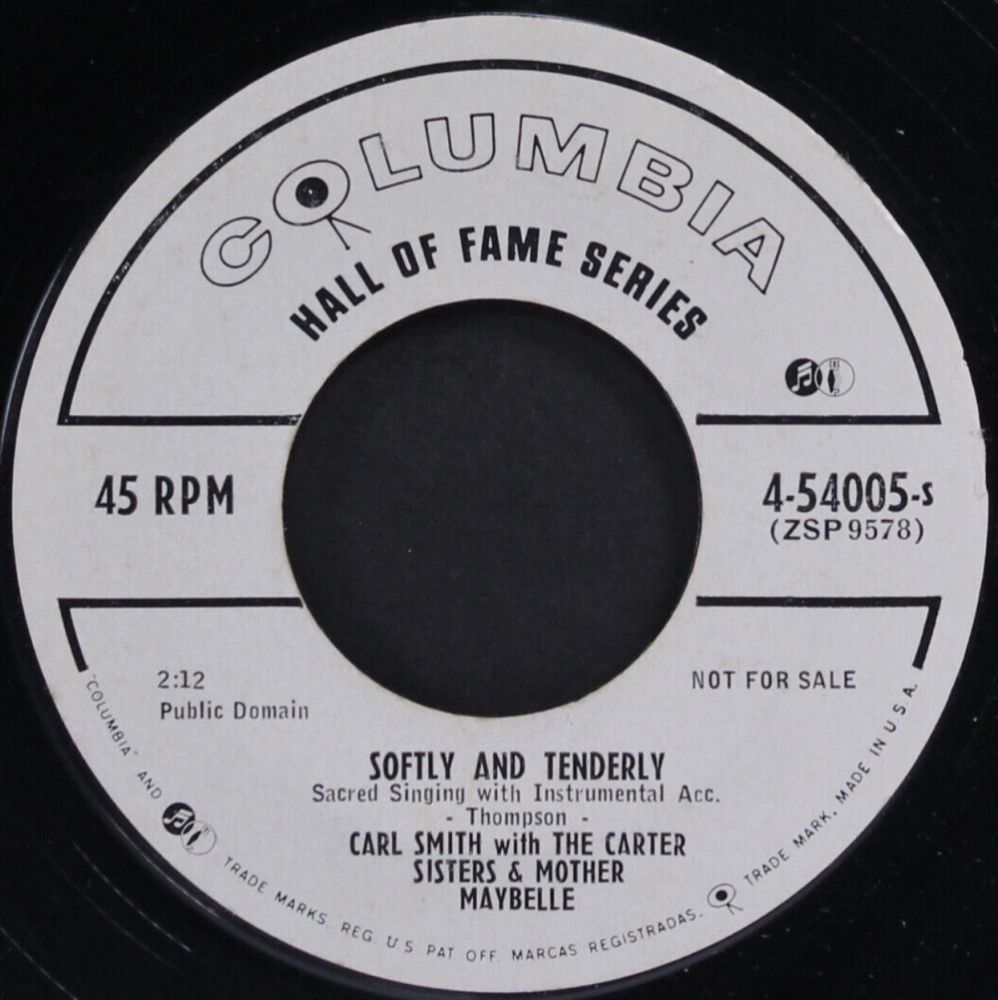 COLUMBIA
HALL OF FAME SERIES
45 RPM
4-54005-s
(ZSP 9578)
2:12
Public Domain
NOT FOR SALE
SOFTLY AND TENDERLY
Sacred Singing with Instrumental Acc.
- Thompson -
CARL SMITH with THE CARTER
SISTERS & MOTHER
MAYBELLE
"COLUMBIA" AND TRADE MARKS, REG. U S PAT OFF. MARCAS REGISTRADAS. TRADE MARK. MADE IN U.S.A.